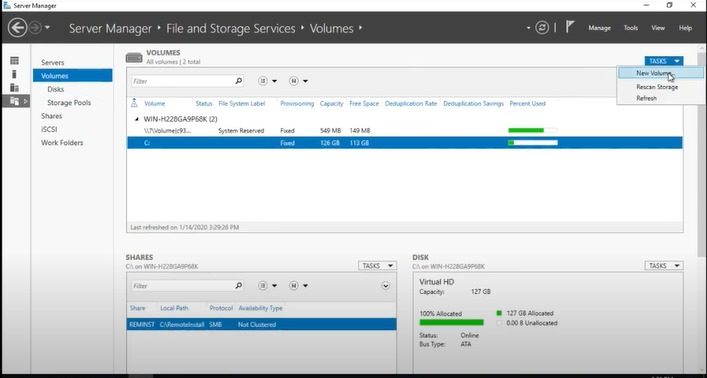 Server Manager
Server Manager ▸ File and Storage Services ▸ Volumes ▸
Manage Tools View Help
Servers
Volumes
Disks
Storage Pools
Shares
iSCSI
Work Folders
VOLUMES
All volumes | 2 total
TASKS
New Volume...
Rescan Storage
Refresh
Filter
Volume Status File System Label Provisioning Capacity Free Space Deduplication Rate Deduplication Savings Percent Used
WIN-H228GA9P68K (2)
\\?\Volume{c93... System Reserved Fixed 549 MB 149 MB
C: Fixed 126 GB 113 GB
Last refreshed on 1/14/2020 3:29:26 PM
SHARES
C:\ on WIN-H228GA9P68K
TASKS
Filter
Share Local Path Protocol Availability Type
REMINST C:\RemoteInstall SMB Not Clustered
DISK
C:\ on WIN-H228GA9P68K
TASKS
Virtual HD
Capacity: 127 GB
100% Allocated 127 GB Allocated
0.00 B Unallocated
Status: Online
Bus Type: ATA